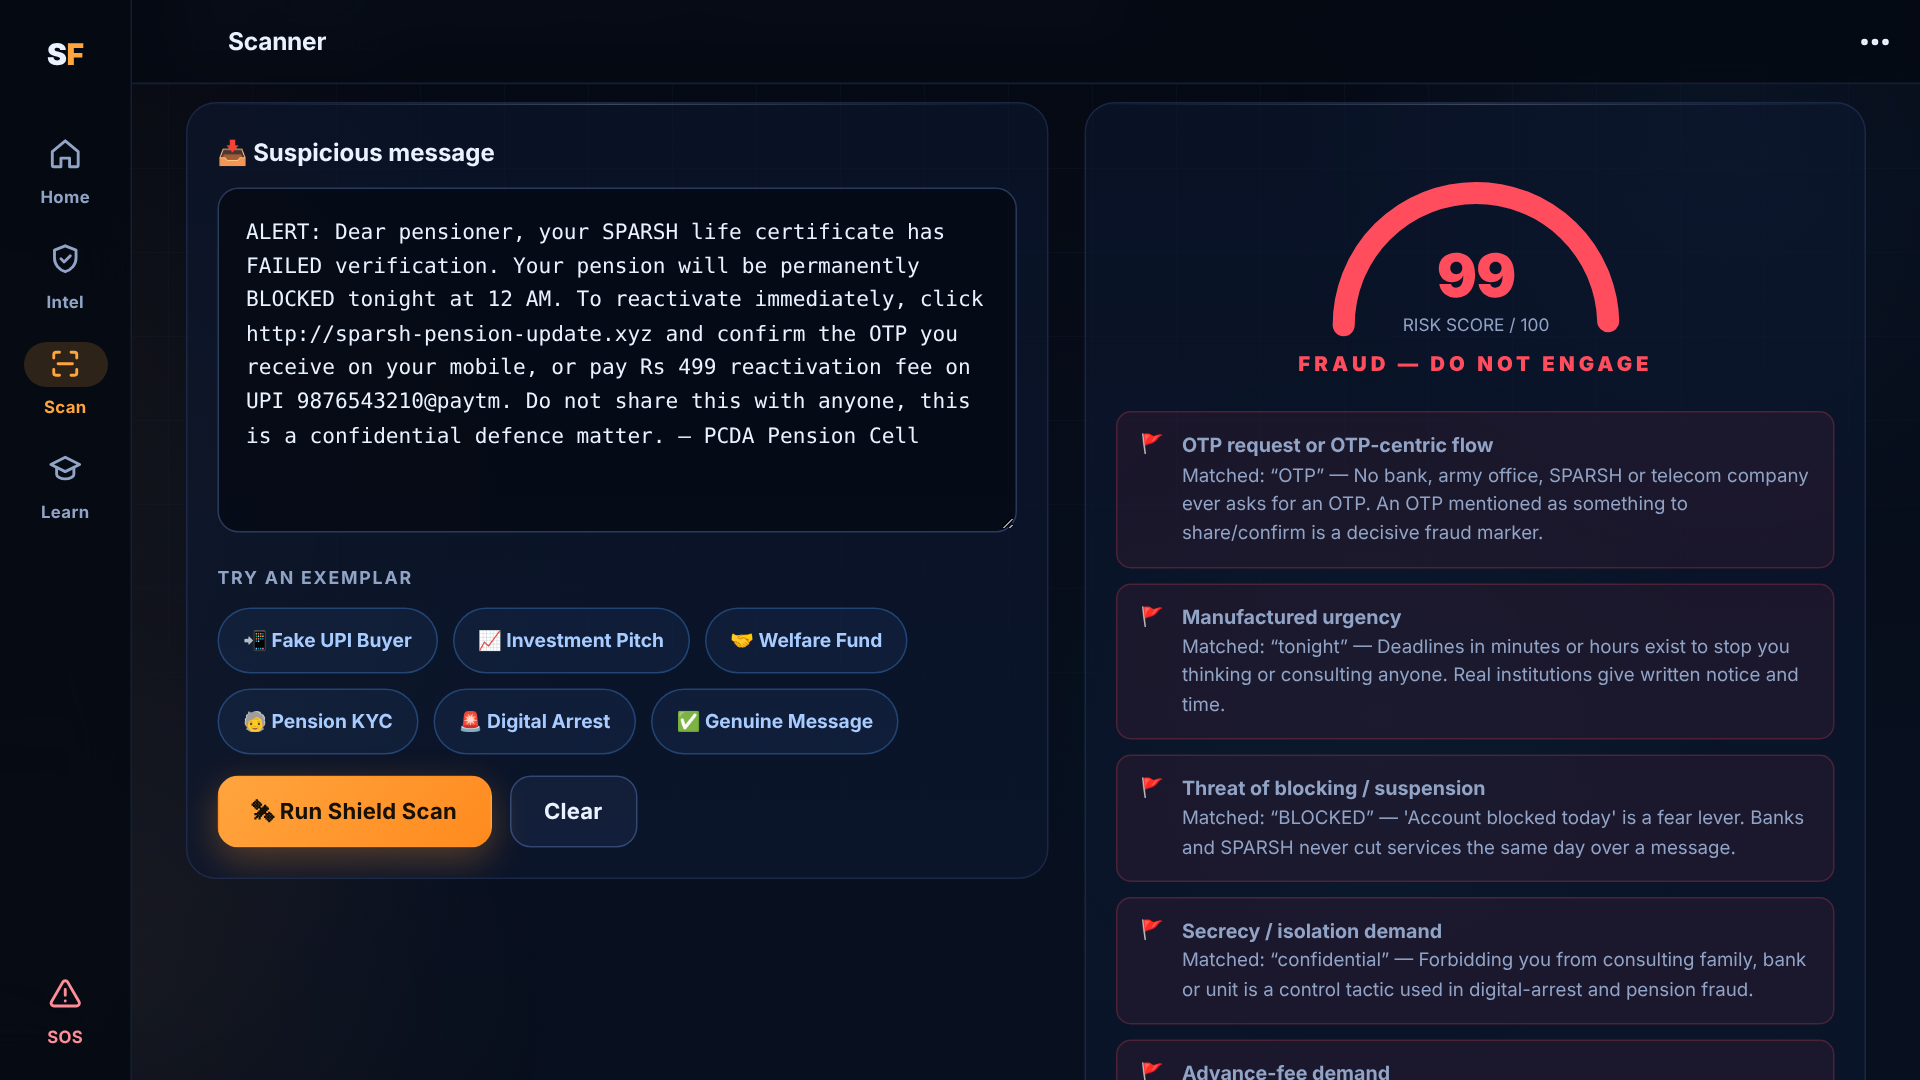 SF
Scanner
Home
Intel
Scan
Learn
SOS
Suspicious message
ALERT: Dear pensioner, your SPARSH life certificate has
FAILED verification. Your pension will be permanently
BLOCKED tonight at 12 AM. To reactivate immediately, click
http://sparsh-pension-update.xyz and confirm the OTP you
receive on your mobile, or pay Rs 499 reactivation fee on
UPI 9876543210@paytm. Do not share this with anyone, this
is a confidential defence matter. — PCDA Pension Cell
TRY AN EXEMPLAR
Fake UPI Buyer
Investment Pitch
Welfare Fund
Pension KYC
Digital Arrest
Genuine Message
Run Shield Scan
Clear
99
RISK SCORE / 100
FRAUD — DO NOT ENGAGE
OTP request or OTP-centric flow
Matched: “OTP” — No bank, army office, SPARSH or telecom company
ever asks for an OTP. An OTP mentioned as something to
share/confirm is a decisive fraud marker.
Manufactured urgency
Matched: “tonight” — Deadlines in minutes or hours exist to stop you
thinking or consulting anyone. Real institutions give written notice and
time.
Threat of blocking / suspension
Matched: “BLOCKED” — 'Account blocked today' is a fear lever. Banks
and SPARSH never cut services the same day over a message.
Secrecy / isolation demand
Matched: “confidential” — Forbidding you from consulting family, bank
or unit is a control tactic used in digital-arrest and pension fraud.
Advance-fee demand